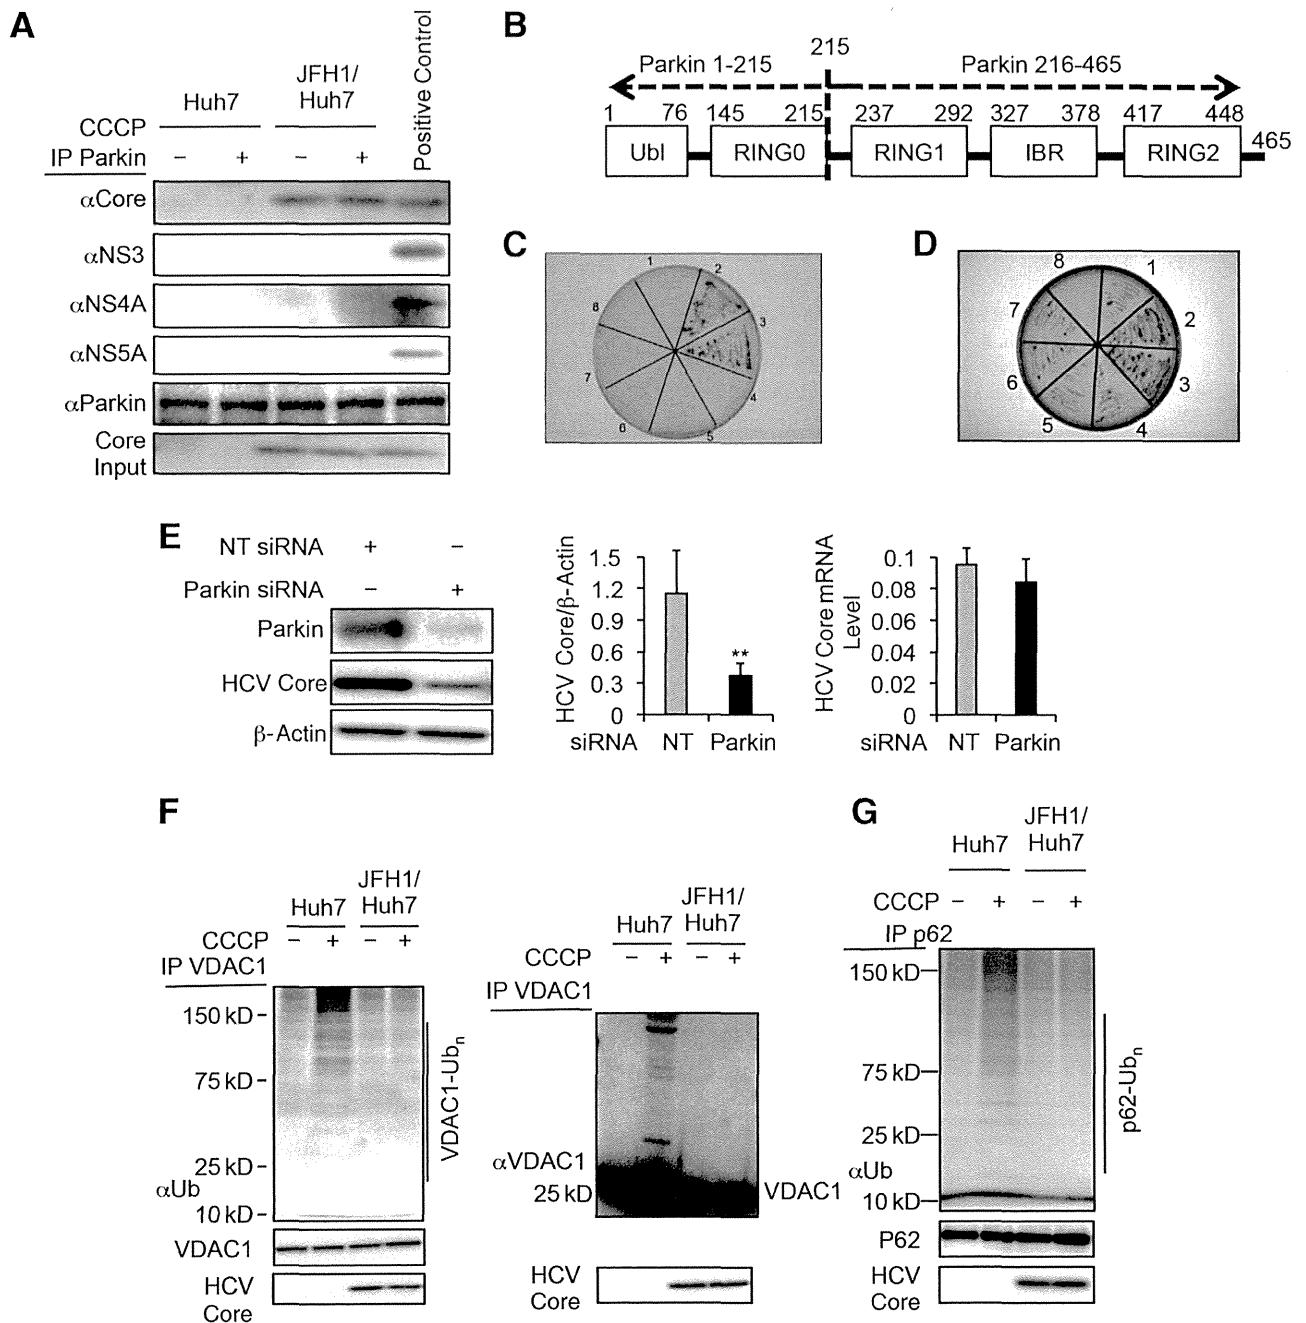 A
Huh7
JFH1/
Huh7
Positive Control
CCCP
IP Parkin
− + − +
αCore
αNS3
αNS4A
αNS5A
αParkin
Core
Input
B
215
Parkin 1-215
Parkin 216-465
1 76 145 215 237 292 327 378 417 448
Ubl RING0 RING1 IBR RING2
465
C
1
2
3
4
5
6
7
8
D
1
2
3
4
5
6
7
8
E
NT siRNA + −
Parkin siRNA − +
Parkin
HCV Core
β-Actin
HCV Core/β-Actin
1.5
1.2
0.9
0.6
0.3
0
**
siRNA NT Parkin
HCV Core mRNA
Level
0.1
0.08
0.06
0.04
0.02
0
siRNA NT Parkin
F
Huh7
JFH1/
Huh7
CCCP − + − +
IP VDAC1
150 kD
75 kD
25 kD
αUb
10 kD
VDAC1-Ubn
VDAC1
HCV
Core
Huh7
JFH1/
Huh7
CCCP − + − +
IP VDAC1
αVDAC1
25 kD
VDAC1
HCV
Core
G
Huh7
JFH1/
Huh7
CCCP − + − +
IP p62
150 kD
75 kD
25 kD
αUb
10 kD
p62-Ubn
P62
HCV
Core